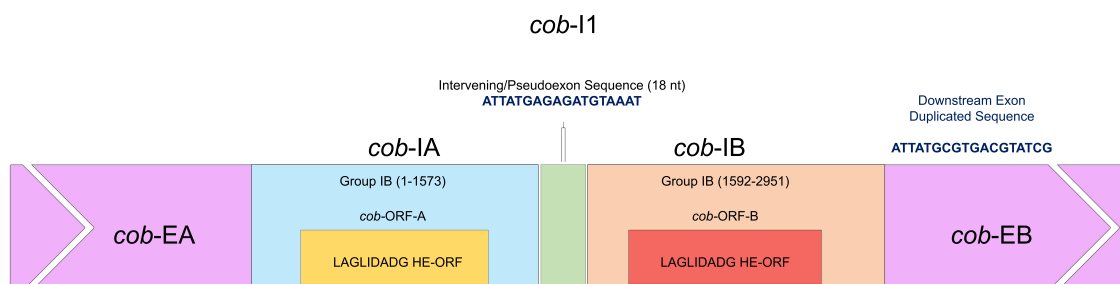 cob-I1
Intervening/Pseudoexon Sequence (18 nt)
ATTATGAGAGATGTAAAT
Downstream Exon
Duplicated Sequence
ATTATGCGTGACGTATCG
cob-IA
cob-IB
Group IB (1-1573)
Group IB (1592-2951)
cob-ORF-A
cob-ORF-B
cob-EA
cob-EB
LAGLIDADG HE-ORF
LAGLIDADG HE-ORF